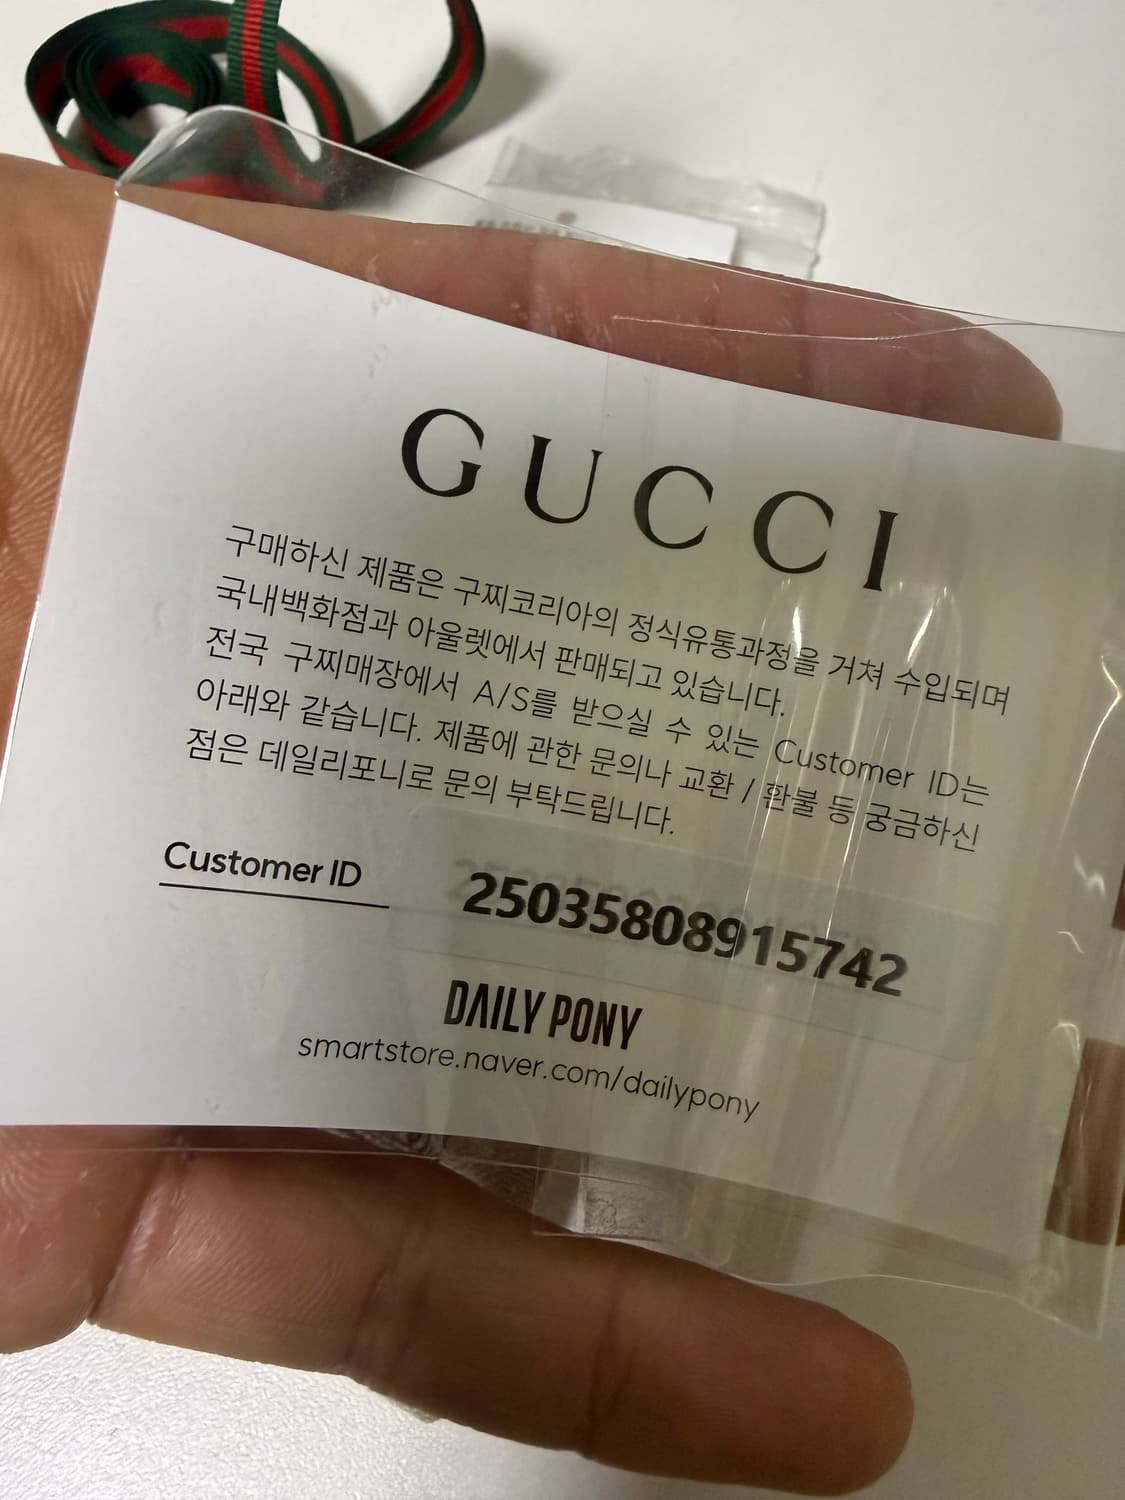 GUCCI
구매하신 제품은 구찌코리아의 정식유통과정을 거쳐 수입되며
국내백화점과 아울렛에서 판매되고 있습니다.
전국 구찌매장에서 A/S를 받으실 수 있는 Customer ID는
아래와 같습니다. 제품에 관한 문의나 교환 / 환불 등 궁금하신
점은 데일리포니로 문의 부탁드립니다.
Customer ID 25035808915742
DAILY PONY
smartstore.naver.com/dailypony